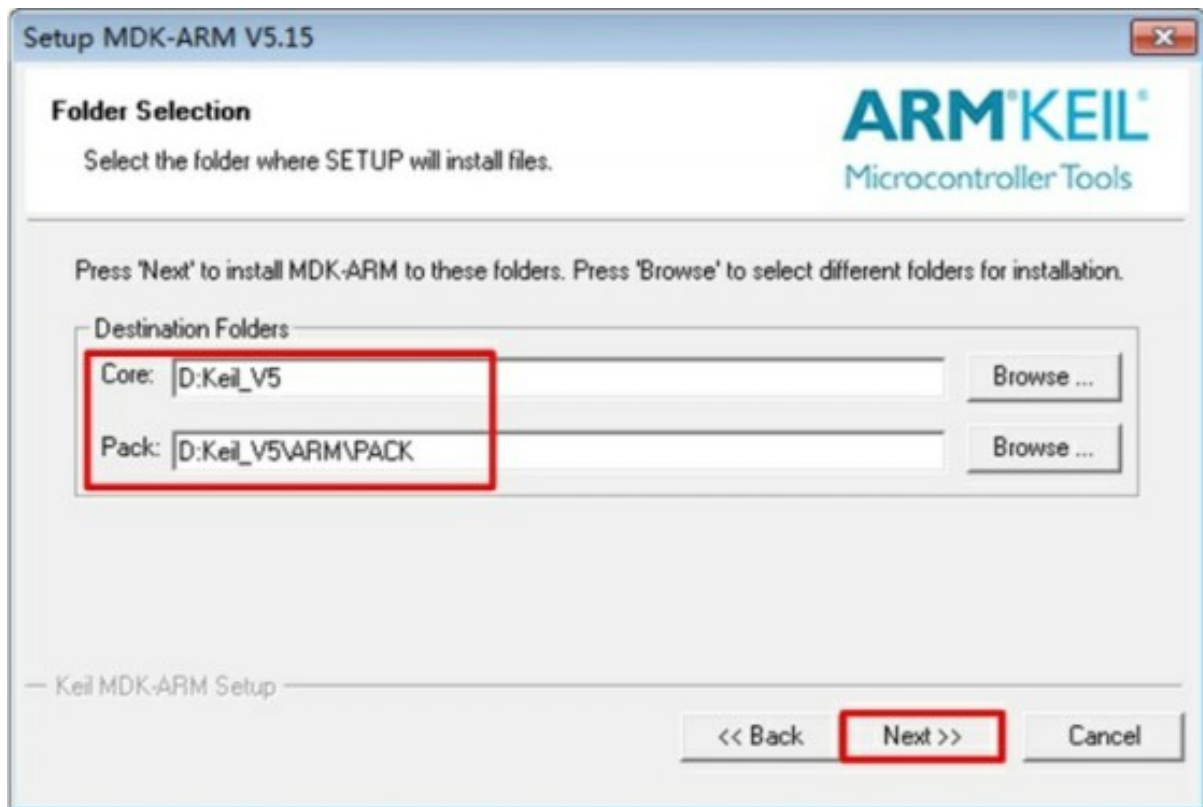 Setup MDK-ARM V5.15
Folder Selection
Select the folder where SETUP will install files.
ARM®KEIL®
Microcontroller Tools
Press 'Next' to install MDK-ARM to these folders. Press 'Browse' to select different folders for installation.
Destination Folders
Core: D:Keil_V5 Browse ...
Pack: D:Keil_V5\ARM\PACK Browse ...
Keil MDK-ARM Setup
<< Back Next >> Cancel